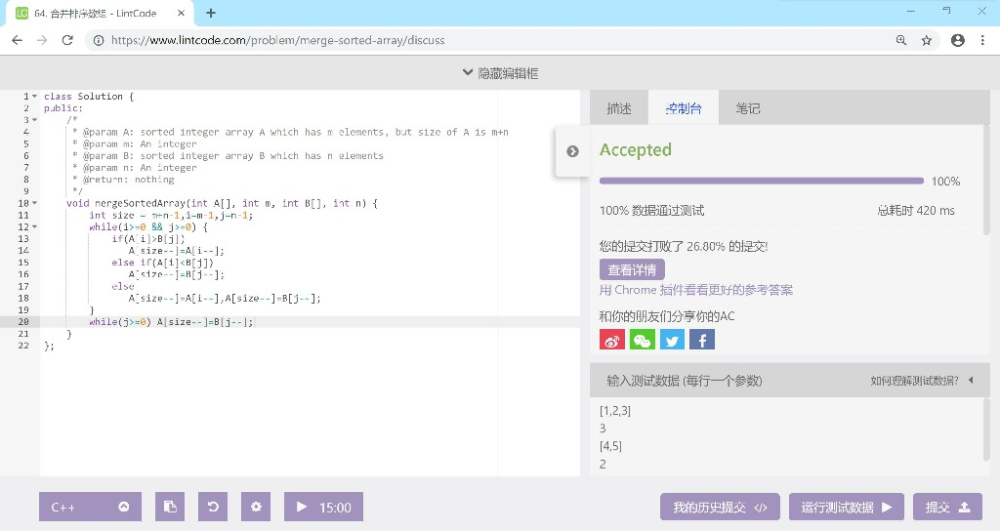 64. 合并排序数组 - LintCode
https://www.lintcode.com/problem/merge-sorted-array/discuss
隐藏编辑框
1 class Solution {
2 public:
3 /*
4 * @param A: sorted integer array A which has m elements, but size of A is m+n
5 * @param m: An integer
6 * @param B: sorted integer array B which has n elements
7 * @param n: An integer
8 * @return: nothing
9 */
10 void mergeSortedArray(int A[], int m, int B[], int n) {
11 int size = m+n-1,i=m-1,j=n-1;
12 while(i>=0 && j>=0) {
13 if(A[i]>B[j])
14 A[size--]=A[i--];
15 else if(A[i]<B[j])
16 A[size--]=B[j--];
17 else
18 A[size--]=A[i--],A[size--]=B[j--];
19 }
20 while(j>=0) A[size--]=B[j--];
21 }
22 };
描述 控制台 笔记
Accepted
100%
100% 数据通过测试 总耗时 420 ms
您的提交打败了 26.80% 的提交!
查看详情
用 Chrome 插件看看更好的参考答案
和你的朋友们分享你的AC
输入测试数据 (每行一个参数) 如何理解测试数据?
[1,2,3]
3
[4,5]
2
C++ 15:00 我的历史提交 运行测试数据 提交